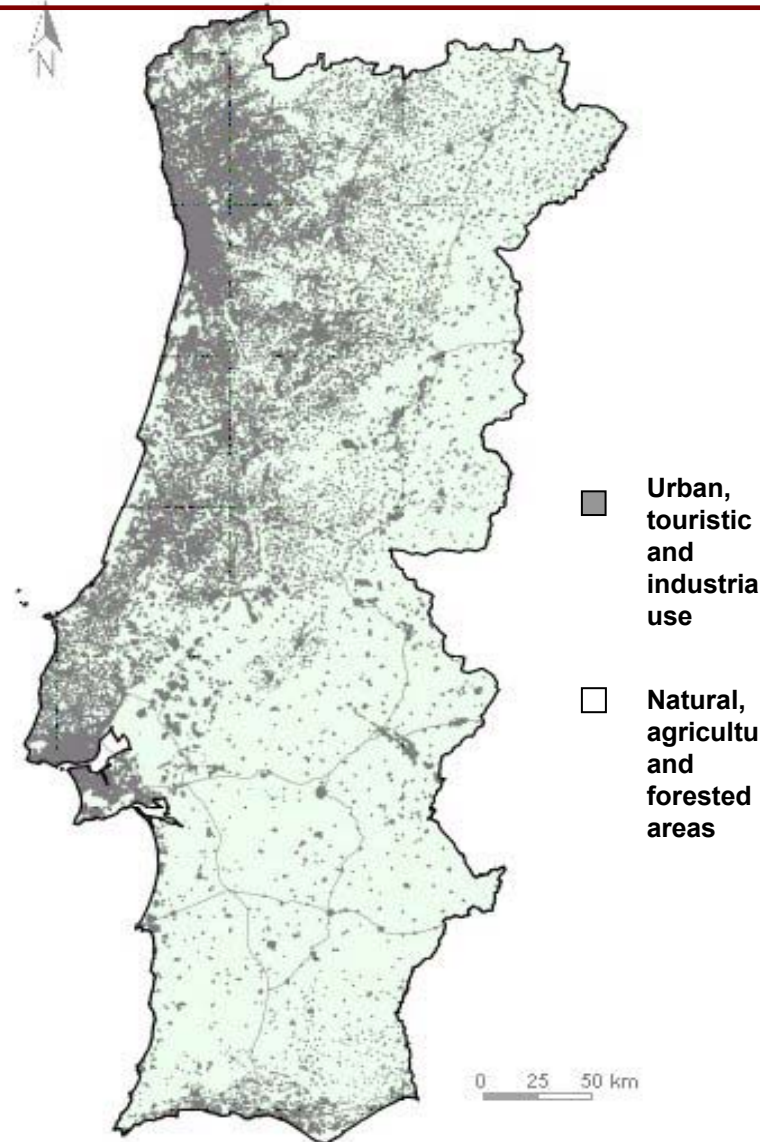 N
Urban,
touristic
and
industria
use
Natural,
agricultu
and
forested
areas
0 25 50 km